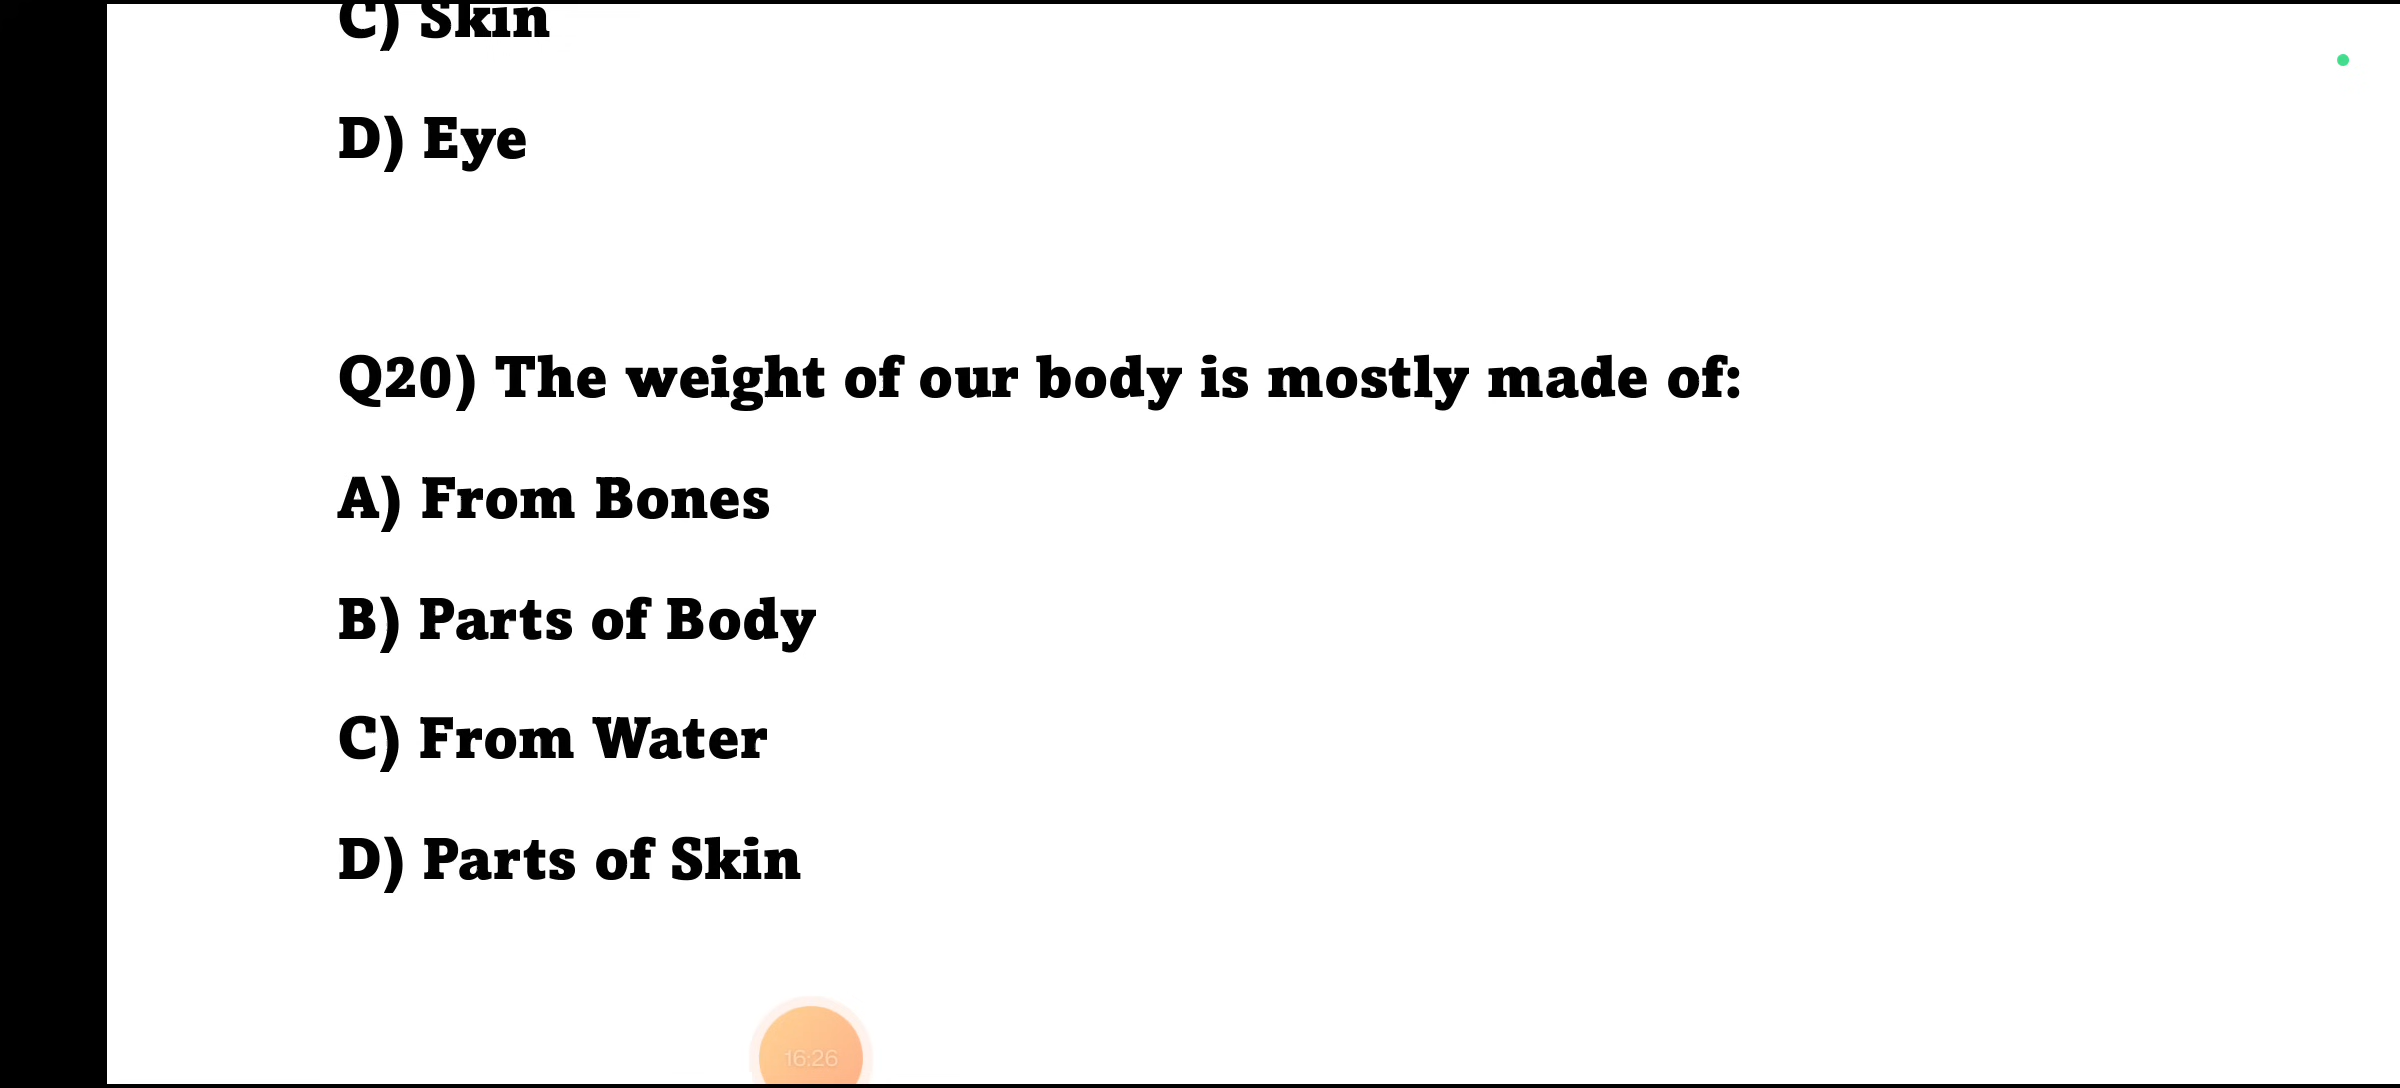 C) Skin
D) Eye
Q20) The weight of our body is mostly made of:
A) From Bones
B) Parts of Body
C) From Water
D) Parts of Skin
16:26